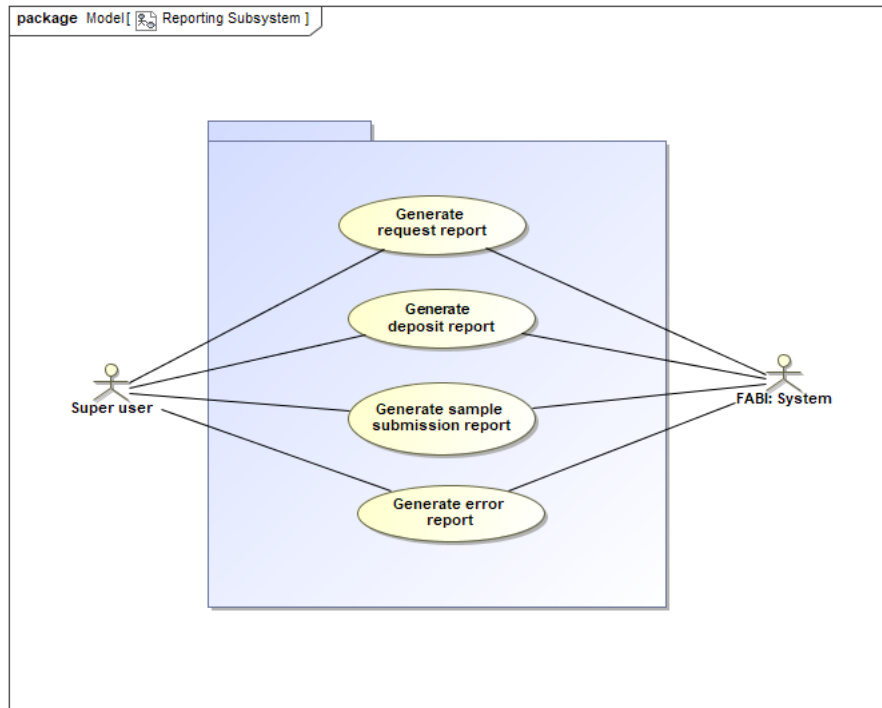 package Model[ Reporting Subsystem ]
Generate
request report
Generate
deposit report
Super user
FABI: System
Generate sample
submission report
Generate error
report